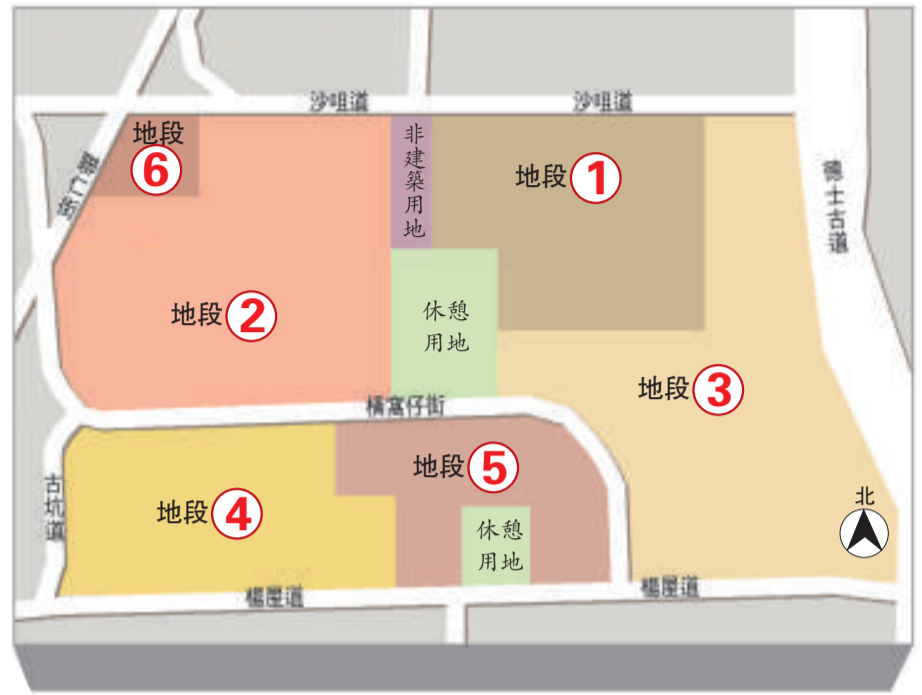 沙咀道
沙咀道
地段
6
非建築用地
地段 1
德士古道
地段 2
休憩
用地
地段 3
橫窩仔街
地段 5
地段 4
古坑道
休憩
用地
北
楊屋道
楊屋道